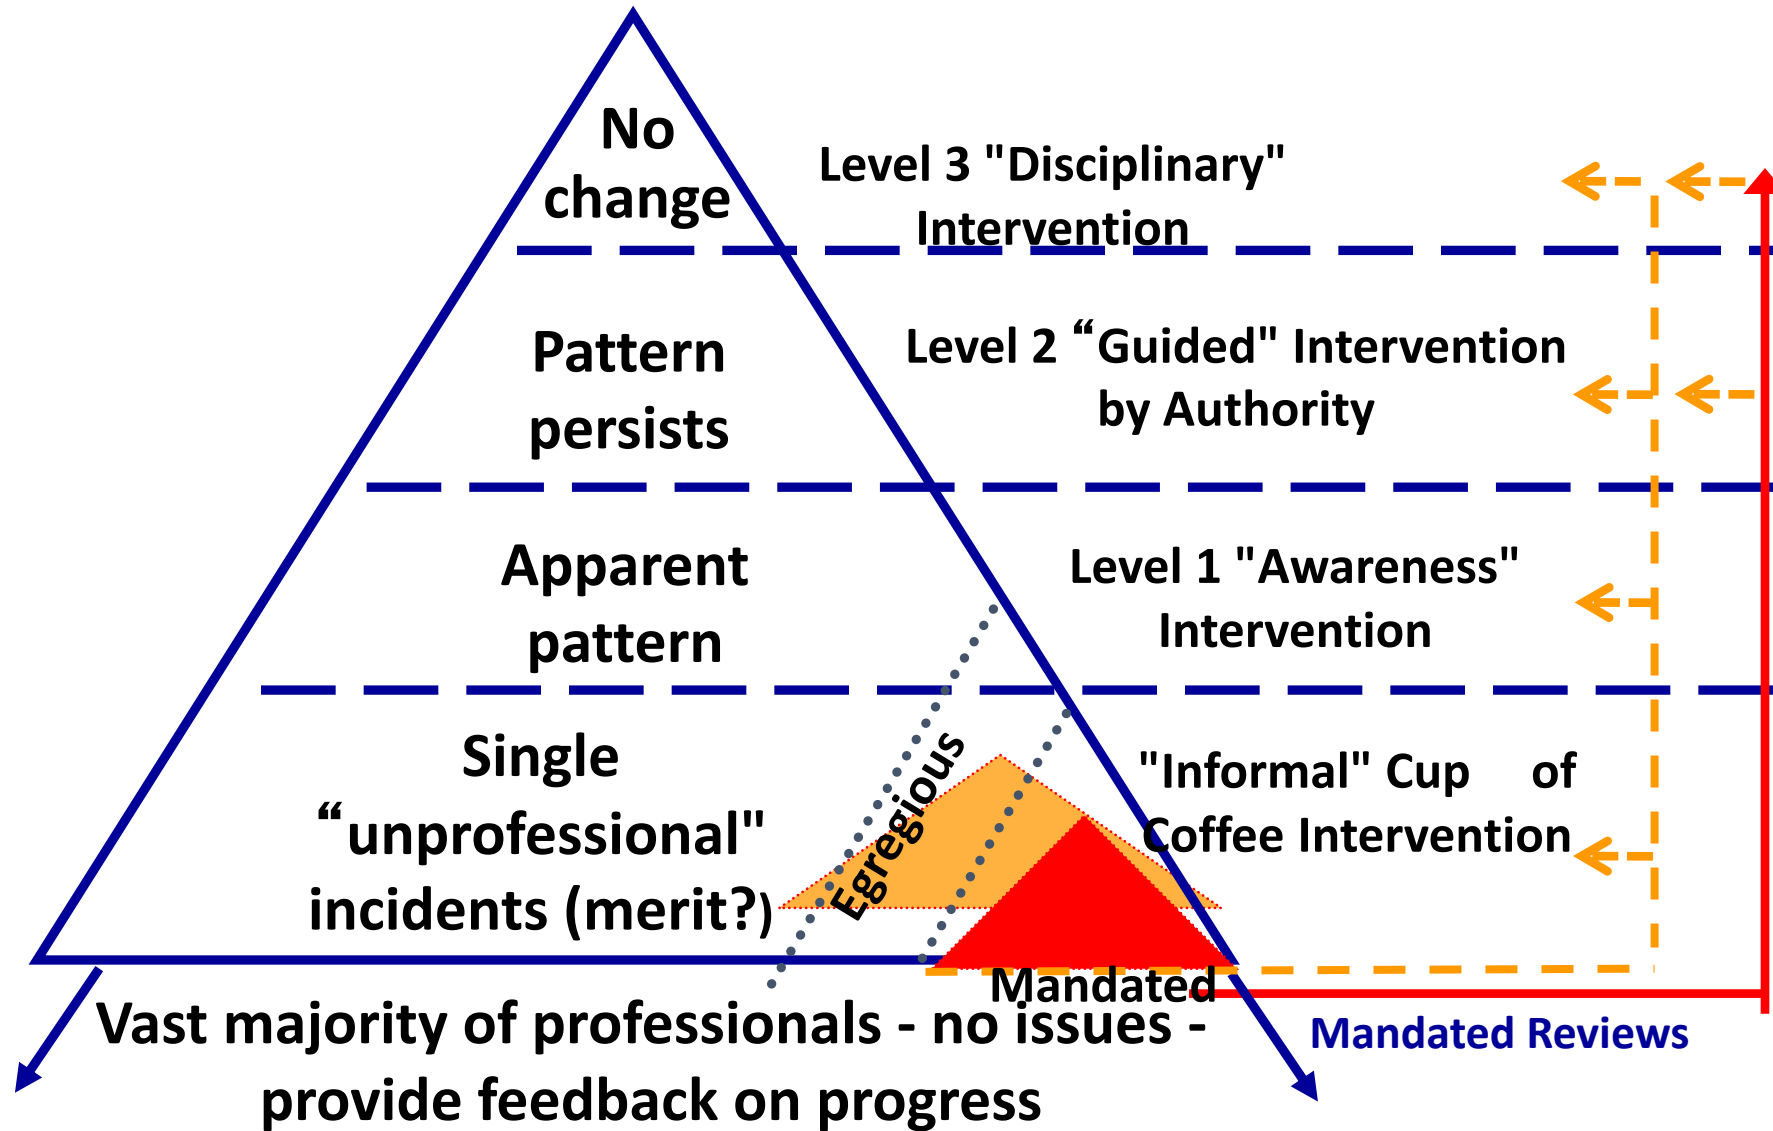 No
change
Level 3 "Disciplinary"
Intervention
Pattern
persists
Level 2 “Guided" Intervention
by Authority
Apparent
pattern
Level 1 "Awareness"
Intervention
Single
“unprofessional"
incidents (merit?)
Egregious
"Informal" Cup of
Coffee Intervention
Mandated
Vast majority of professionals - no issues -
provide feedback on progress
Mandated Reviews